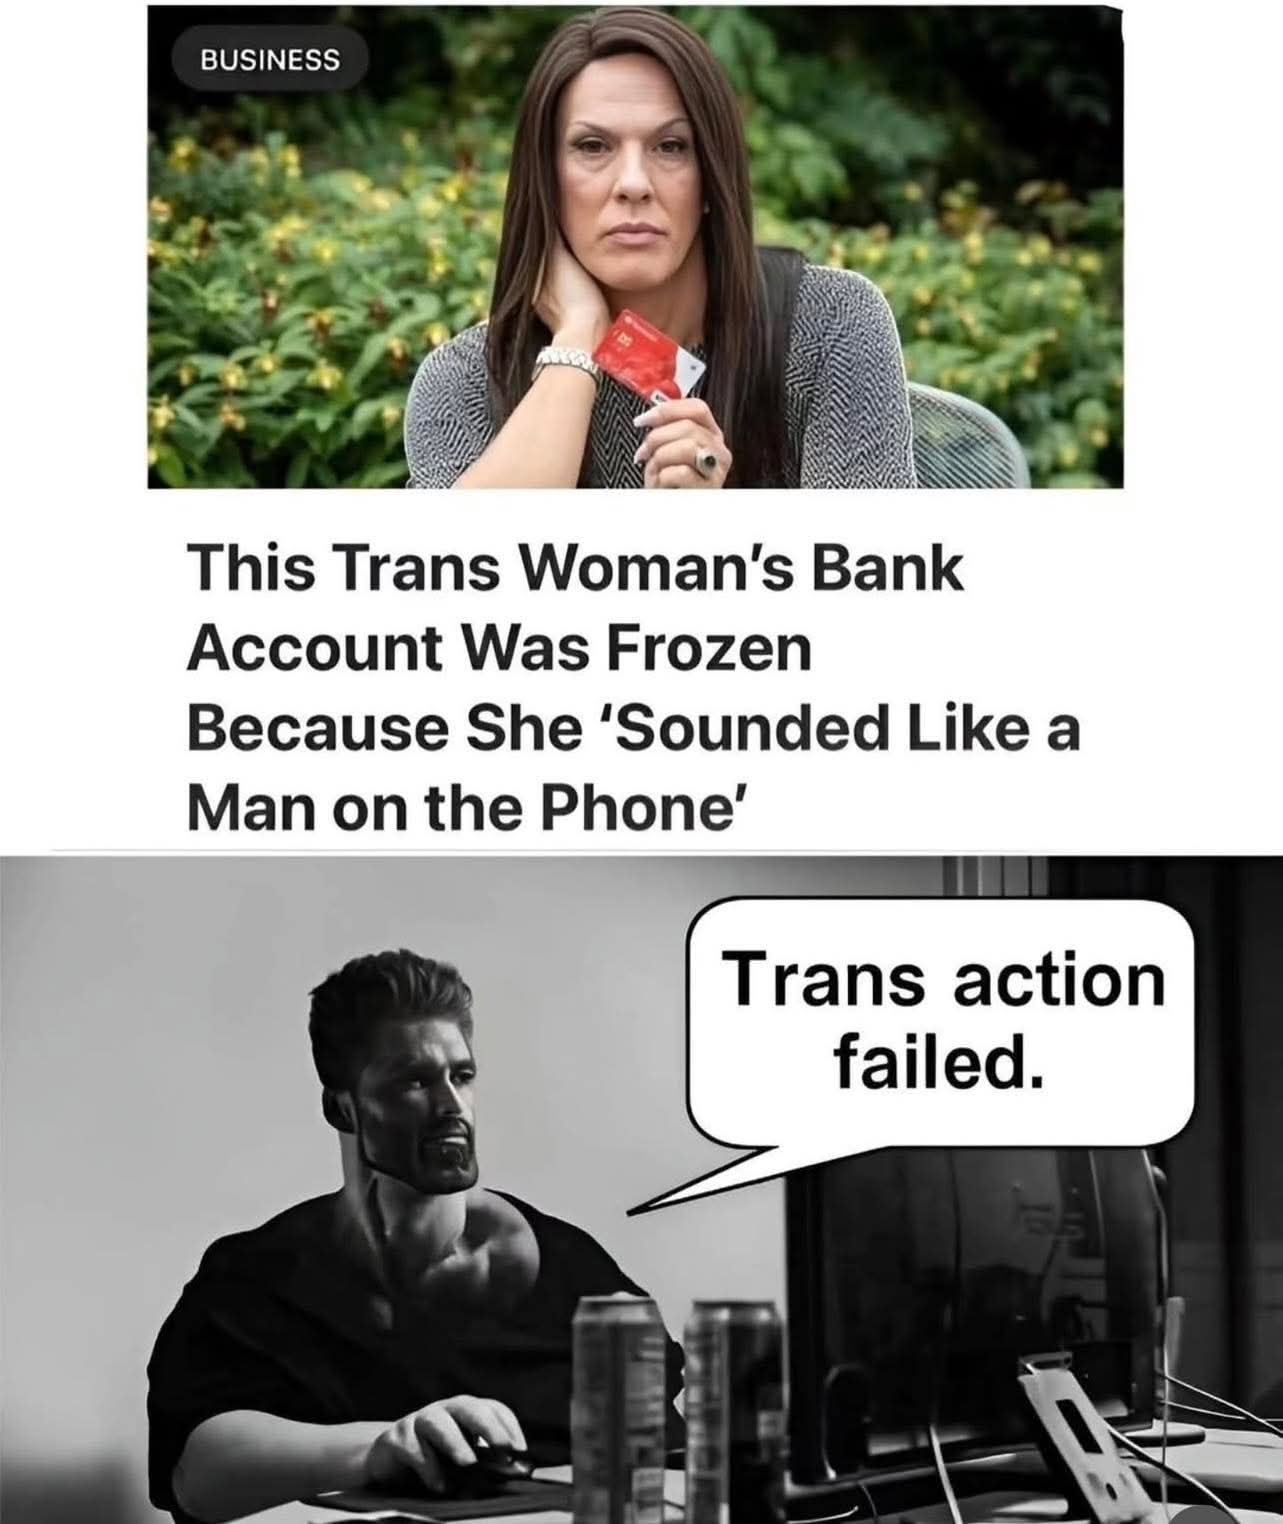 BUSINESS
This Trans Woman's Bank
Account Was Frozen
Because She 'Sounded Like a
Man on the Phone'
Trans action
failed.